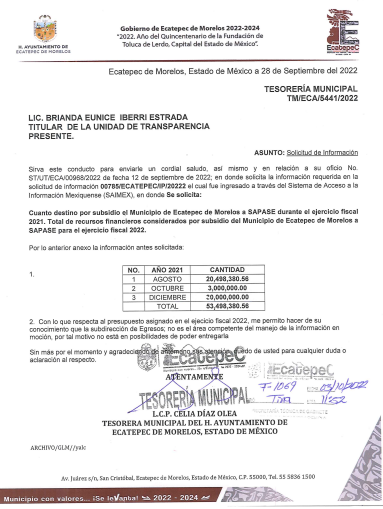 H. AYUNTAMIENTO DE
ECATEPEC DE MORELOS
Gobierno de Ecatepec de Morelos 2022-2024
"2022. Año del Quincentenario de la Fundación de
Toluca de Lerdo, Capital del Estado de México".
Ecatepec
Ecatepec de Morelos, Estado de México a 28 de Septiembre del 2022
TESORERÍA MUNICIPAL
TM/ECA/5441/2022
LIC. BRIANDA EUNICE IBERRI ESTRADA
TITULAR DE LA UNIDAD DE TRANSPARENCIA
PRESENTE.
ASUNTO: Solicitud de Información
Sirva este conducto para enviarle un cordial saludo, así mismo y en relación a su oficio No.
ST/UT/ECA/00968/2022 de fecha 12 de septiembre de 2022; en donde solicita la información requerida en la
solicitud de información 00785/ECATEPEC/IP/20222 el cual fue ingresado a través del Sistema de Acceso a la
Información Mexiquense (SAIMEX), en donde Se solicita:
Cuanto destino por subsidio el Municipio de Ecatepec de Morelos a SAPASE durante el ejercicio fiscal
2021. Total de recursos financieros considerados por subsidio del Municipio de Ecatepec de Morelos a
SAPASE para el ejercicio fiscal 2022.
Por lo anterior anexo la información antes solicitada:
1.
NO. AÑO 2021 CANTIDAD
1 AGOSTO 20,498,380.56
2 OCTUBRE 3,000,000.00
3 DICIEMBRE 20,000,000.00
TOTAL 53,498,380.56
2. Con lo que respecta al presupuesto asignado en el ejecicio fiscal 2022, me permito hacer de su
conocimiento que la subdirección de Egresos; no es el área competente del manejo de la información en
moción, por tal motivo no está en posibilidades de poder entregarla
Sin más por el momento y agradeciendo de antemano sus atenciones, quedo de usted para cualquier duda o
aclaración al respecto.
ATENTAMENTE
Ecatepec
TESORERÍA MUNICIPAL
Ecatepec
F-1069 03/10/2022
Tina 11:52
L.C.P. CELIA DÍAZ OLEA
TESORERA MUNICIPAL DEL H. AYUNTAMIENTO DE
ECATEPEC DE MORELOS, ESTADO DE MÉXICO
ARCHIVO/GLM//yalc
Av. Juárez s/n, San Cristóbal, Ecatepec de Morelos, Estado de México, C.P. 55000, Tel. 55 5836 1500
Municipio con valores... ¡Se levanta! 2022 - 2024